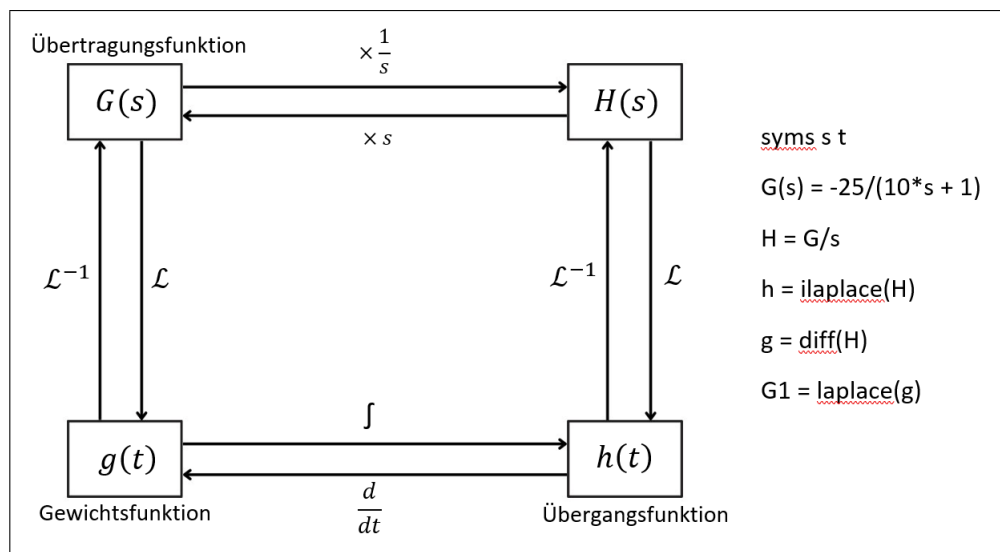 Übertragungsfunktion
× 1/s
G(s)
H(s)
× s
ℒ⁻¹
ℒ
ℒ⁻¹
ℒ
∫
g(t)
h(t)
d/dt
Gewichtsfunktion
Übergangsfunktion
syms s t
G(s) = -25/(10*s + 1)
H = G/s
h = ilaplace(H)
g = diff(H)
G1 = laplace(g)